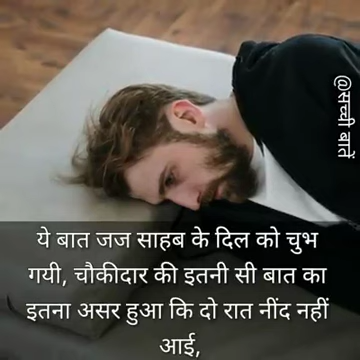 @सच्ची बातें
ये बात जज साहब के दिल को चुभ
गयी, चौकीदार की इतनी सी बात का
इतना असर हुआ कि दो रात नींद नहीं
आई,